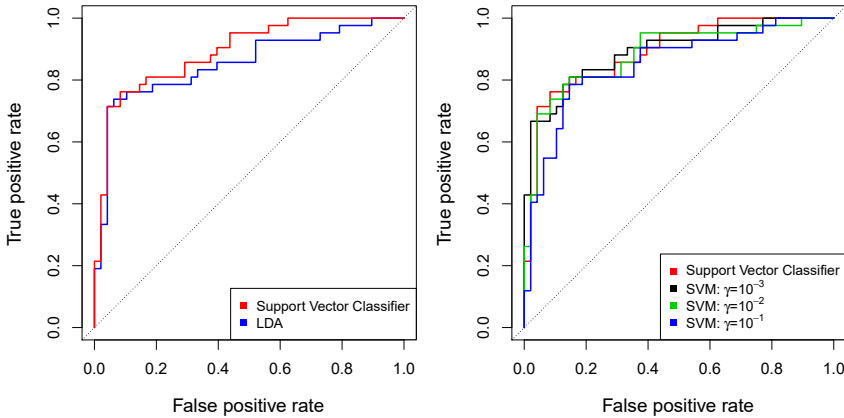 True positive rate
1.0
0.8
0.6
0.4
0.2
0.0
Support Vector Classifier
LDA
0.0 0.2 0.4 0.6 0.8 1.0
False positive rate
True positive rate
1.0
0.8
0.6
0.4
0.2
0.0
Support Vector Classifier
SVM: γ=10⁻³
SVM: γ=10⁻²
SVM: γ=10⁻¹
0.0 0.2 0.4 0.6 0.8 1.0
False positive rate